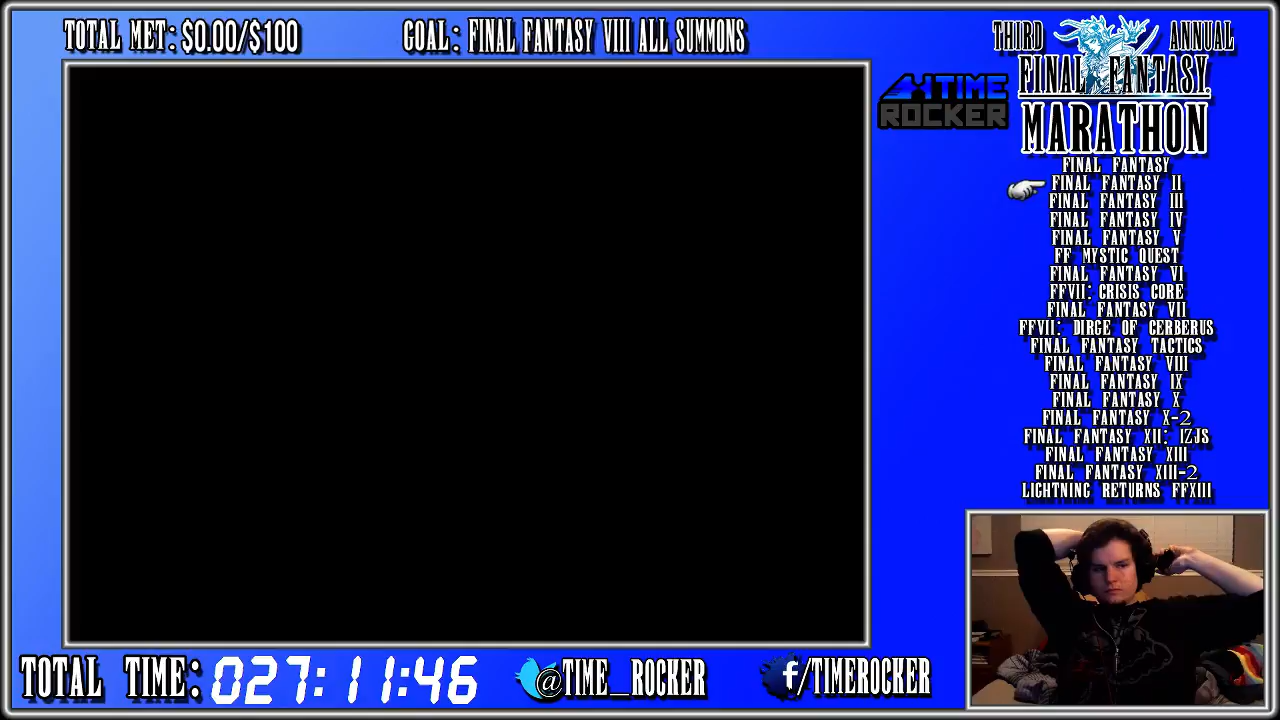 TOTAL MET: $0.00/$100
GOAL: FINAL FANTASY VIII ALL SUMMONS
TIME
ROCKER
THIRD ANNUAL
FINAL FANTASY
MARATHON
FINAL FANTASY
FINAL FANTASY II
FINAL FANTASY III
FINAL FANTASY IV
FINAL FANTASY V
FF MYSTIC QUEST
FINAL FANTASY VI
FFVII: CRISIS CORE
FINAL FANTASY VII
FFVII: DIRGE OF CERBERUS
FINAL FANTASY TACTICS
FINAL FANTASY VIII
FINAL FANTASY IX
FINAL FANTASY X
FINAL FANTASY X-2
FINAL FANTASY XII: IZJS
FINAL FANTASY XIII
FINAL FANTASY XIII-2
LIGHTNING RETURNS FFXIII
TOTAL TIME: 027:11:46
@TIME_ROCKER
f/TIMEROCKER